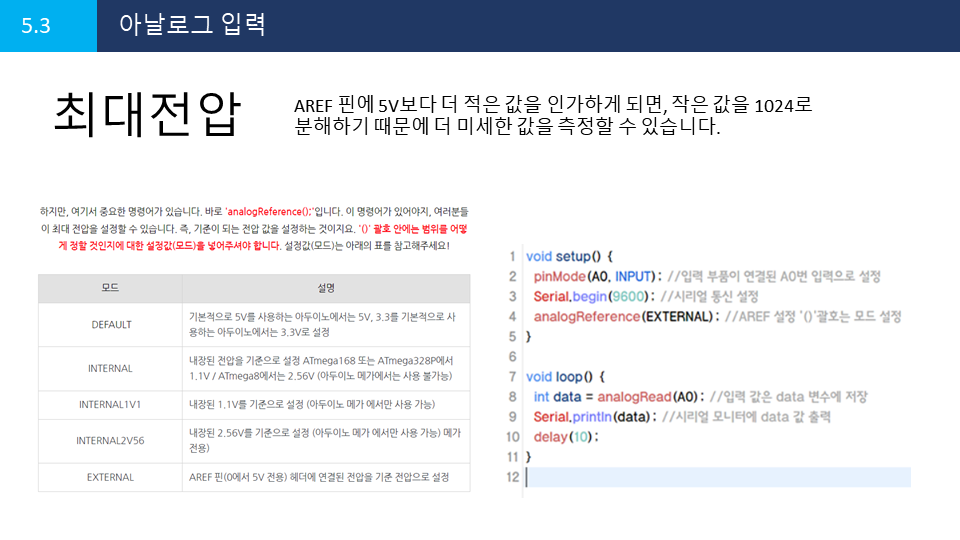 5.3
아날로그 입력
최대전압
AREF 핀에 5V보다 더 적은 값을 인가하게 되면, 작은 값을 1024로
분해하기 때문에 더 미세한 값을 측정할 수 있습니다.
하지만, 여기서 중요한 명령어가 있습니다. 바로 'analogReference();'입니다. 이 명령어가 있어야지, 여러분들
이 최대 전압을 설정할 수 있습니다. 즉, 기준이 되는 전압 값을 설정하는 것이지요. '()' 괄호 안에는 범위를 어떻
게 정할 것인지에 대한 설정값(모드)를 넣어주셔야 합니다. 설정값(모드)는 아래의 표를 참고해주세요!
모드 설명
DEFAULT 기본적으로 5V를 사용하는 아두이노에서는 5V, 3.3를 기본적으로 사
용하는 아두이노에서는 3.3V로 설정
INTERNAL 내장된 전압을 기준으로 설정 ATmega168 또는 ATmega328P에서
1.1V / ATmega8에서는 2.56V (아두이노 메가에서는 사용 불가능)
INTERNAL1V1 내장된 1.1V를 기준으로 설정 (아두이노 메가 에서만 사용 가능)
INTERNAL2V56 내장된 2.56V를 기준으로 설정 (아두이노 메가 에서만 사용 가능) 메가
전용)
EXTERNAL AREF 핀(0에서 5V 전용) 헤더에 연결된 전압을 기준 전압으로 설정
1 void setup() {
2 pinMode(A0, INPUT); //입력 부품이 연결된 A0번 입력으로 설정
3 Serial.begin(9600); //시리얼 통신 설정
4 analogReference(EXTERNAL); //AREF 설정 '()'괄호는 모드 설정
5 }
6
7 void loop() {
8 int data = analogRead(A0); //입력 값은 data 변수에 저장
9 Serial.println(data); //시리얼 모니터에 data 값 출력
10 delay(10);
11 }
12